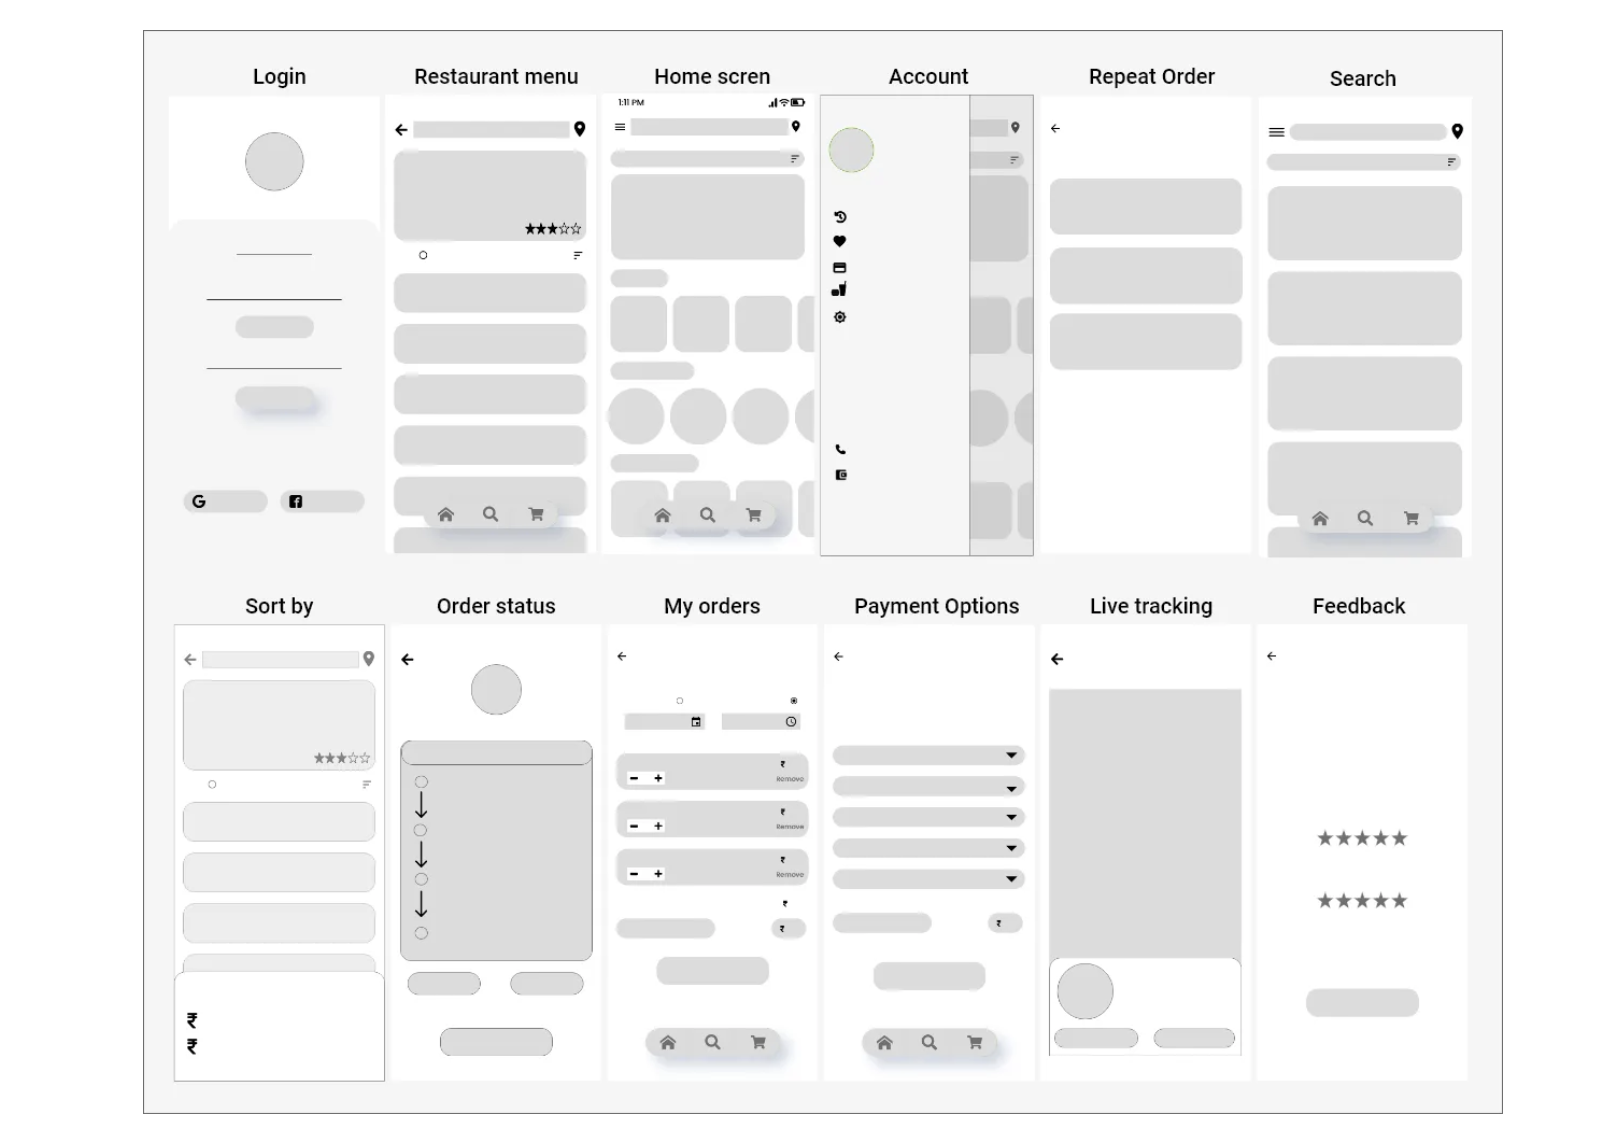 Login
Restaurant menu
Home scren
Account
Repeat Order
Search
1:11 PM
G
Sort by
Order status
My orders
Payment Options
Live tracking
Feedback
₹
Remove
₹
Remove
₹
Remove
₹
₹
₹
₹
₹